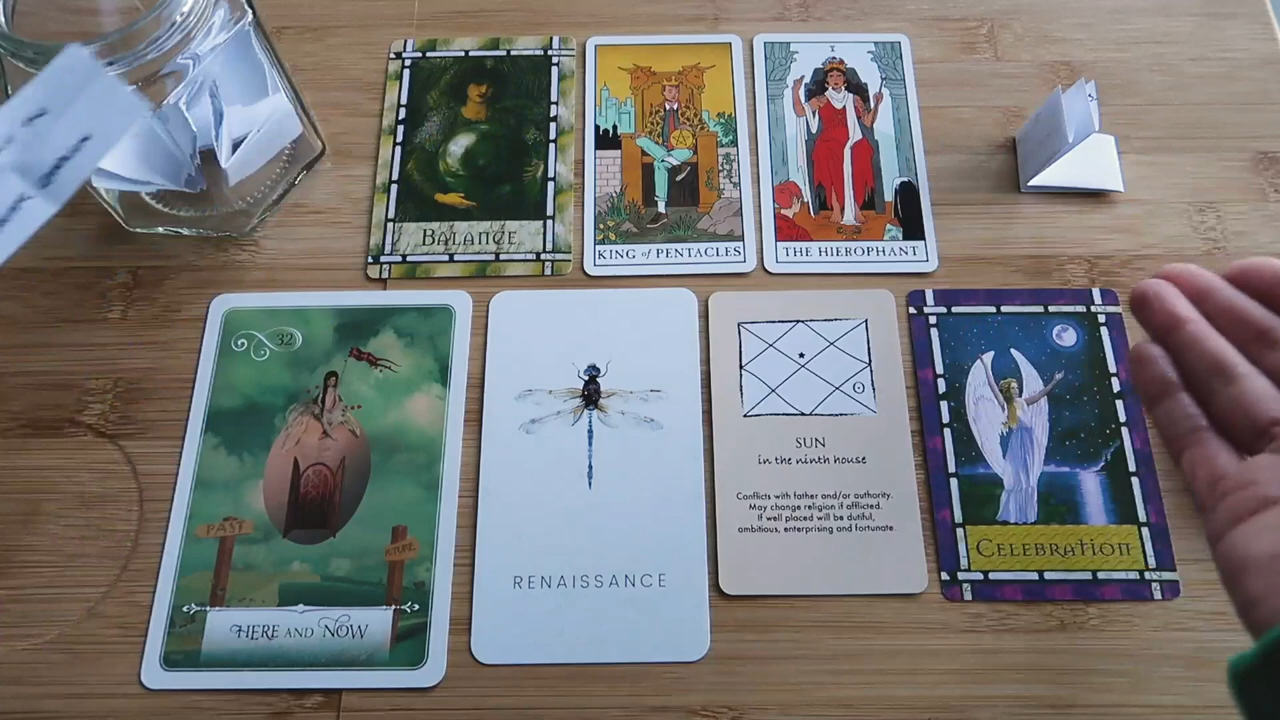 BALANCE
KING of PENTACLES
I
THE HIEROPHANT
32
PAST
FUTURE
HERE AND NOW
RENAISSANCE
SUN
in the ninth house
Conflicts with father and/or authority.
May change religion if afflicted.
If well placed will be dutiful,
ambitious, enterprising and fortunate.
CELEBRATION